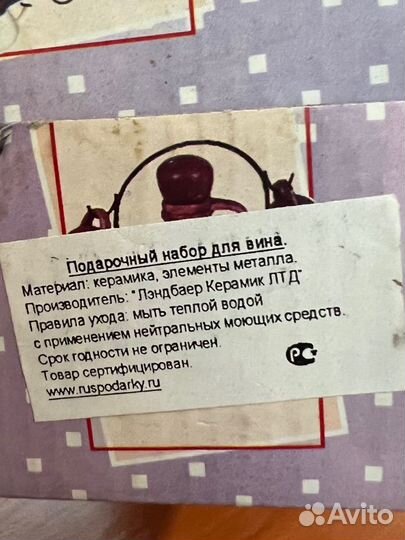 Подарочный набор для вина.
Материал: керамика, элементы металла.
Производитель: "Лэндбаер Керамик ЛТД"
Правила ухода: мыть теплой водой
с применением нейтральных моющих средств.
Срок годности не ограничен.
Товар сертифицирован.
www.ruspodarky.ru
РС
Avito